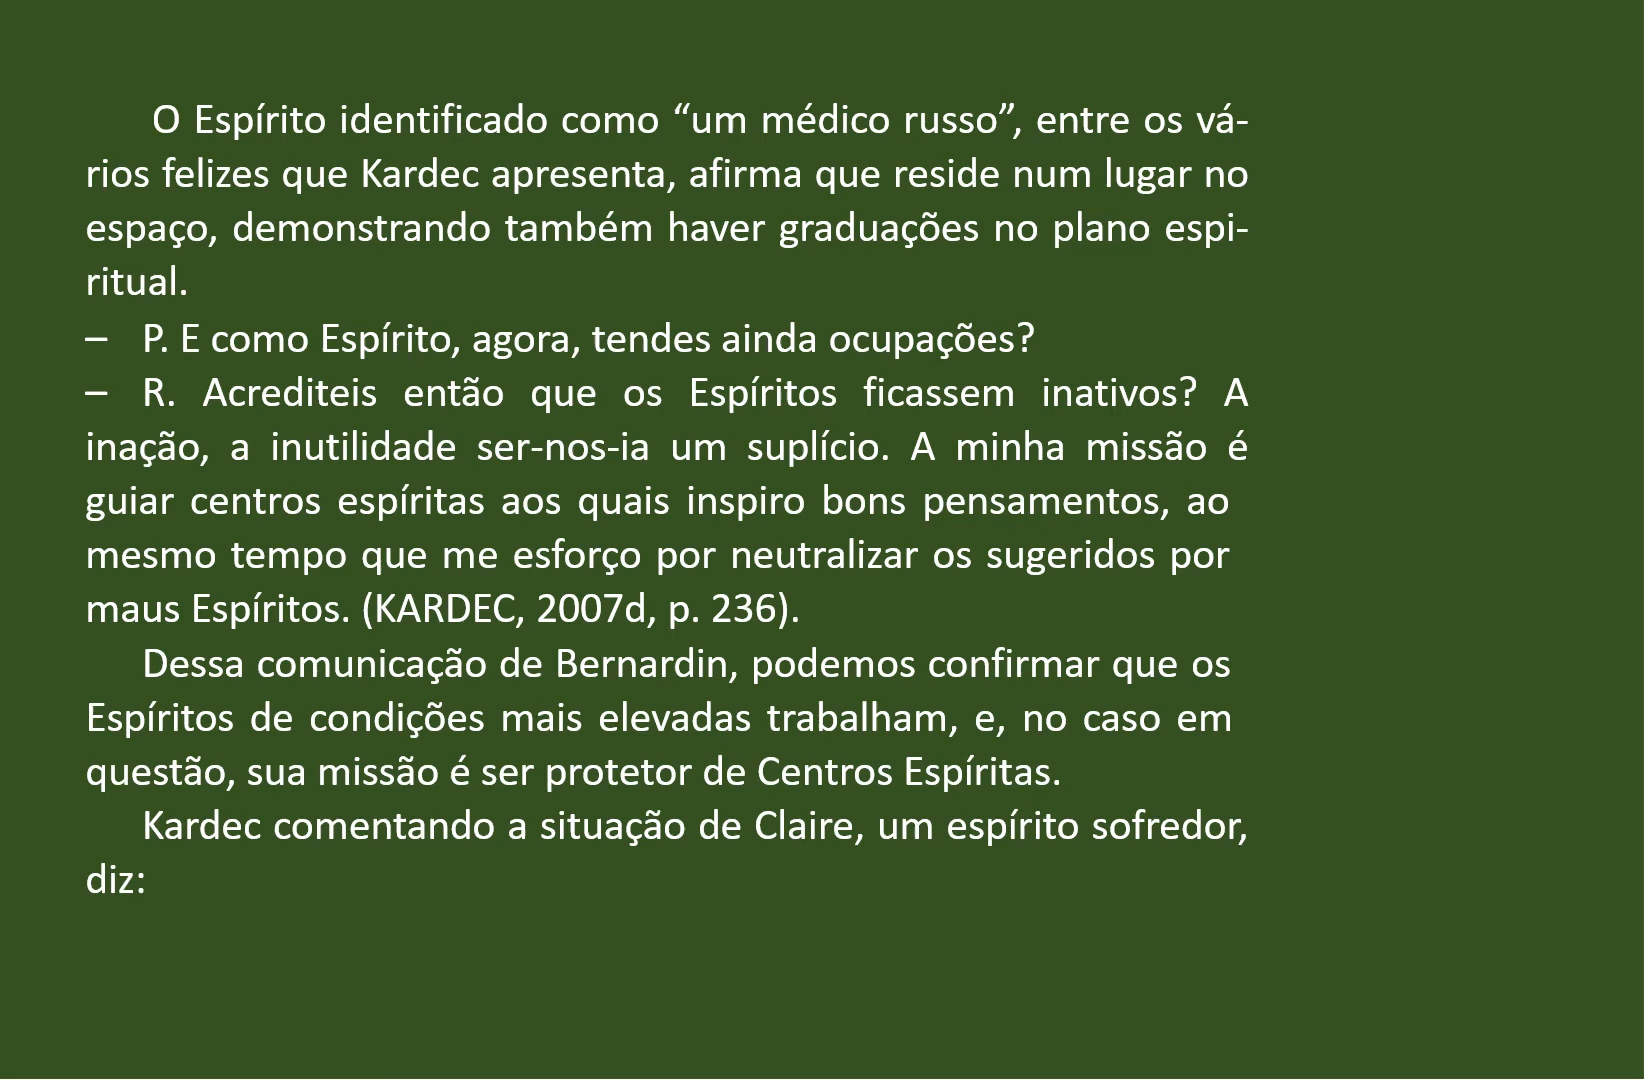 O Espírito identificado como “um médico russo”, entre os vá-
rios felizes que Kardec apresenta, afirma que reside num lugar no
espaço, demonstrando também haver graduações no plano espi-
ritual.
– P. E como Espírito, agora, tendes ainda ocupações?
– R. Acrediteis então que os Espíritos ficassem inativos? A
inação, a inutilidade ser-nos-ia um suplício. A minha missão é
guiar centros espíritas aos quais inspiro bons pensamentos, ao
mesmo tempo que me esforço por neutralizar os sugeridos por
maus Espíritos. (KARDEC, 2007d, p. 236).
Dessa comunicação de Bernardin, podemos confirmar que os
Espíritos de condições mais elevadas trabalham, e, no caso em
questão, sua missão é ser protetor de Centros Espíritas.
Kardec comentando a situação de Claire, um espírito sofredor,
diz: